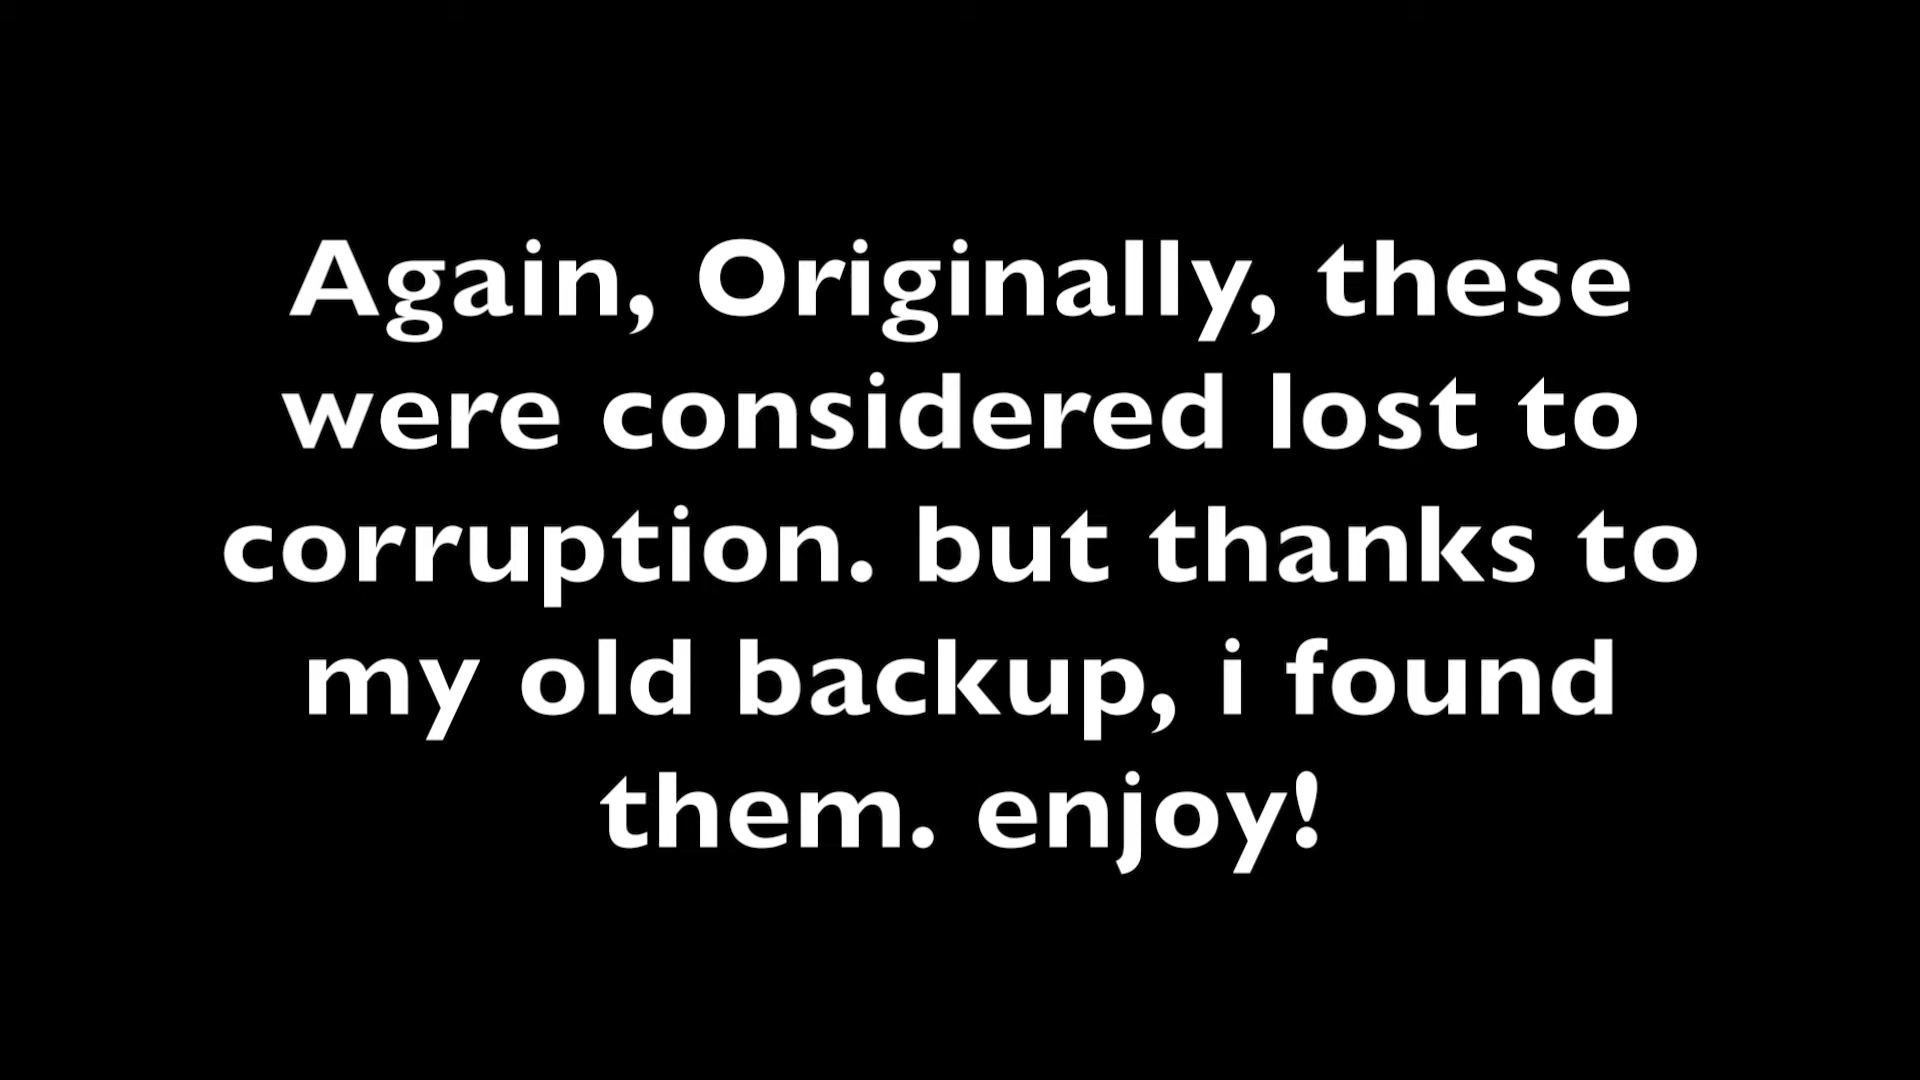 Again, Originally, these
were considered lost to
corruption. but thanks to
my old backup, i found
them. enjoy!